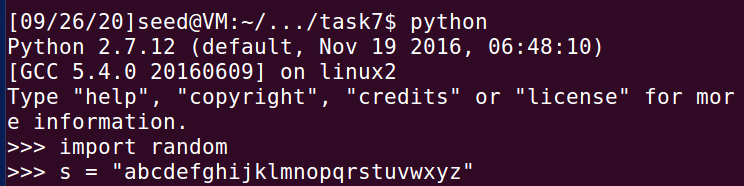 [09/26/20]seed@VM:~/.../task7$ python
Python 2.7.12 (default, Nov 19 2016, 06:48:10)
[GCC 5.4.0 20160609] on linux2
Type "help", "copyright", "credits" or "license" for mor
e information.
>>> import random
>>> s = "abcdefghijklmnopqrstuvwxyz"